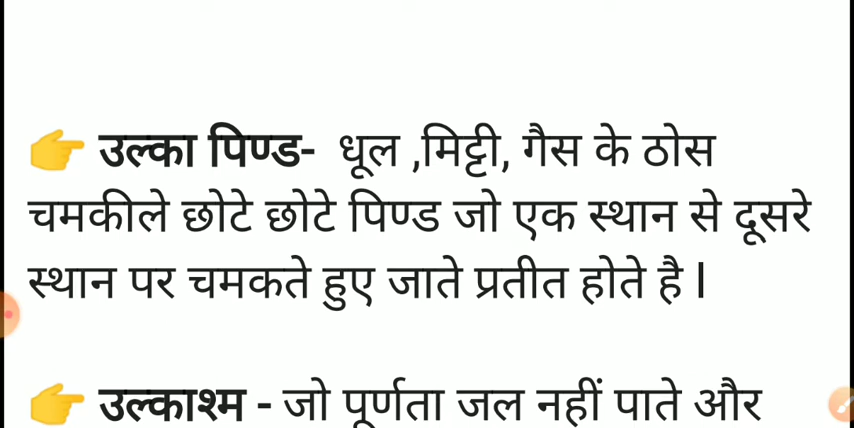 👉 उल्का पिण्ड- धूल ,मिट्टी, गैस के ठोस
चमकीले छोटे छोटे पिण्ड जो एक स्थान से दूसरे
स्थान पर चमकते हुए जाते प्रतीत होते है I
👉 उल्काश्म - जो पूर्णता जल नहीं पाते और